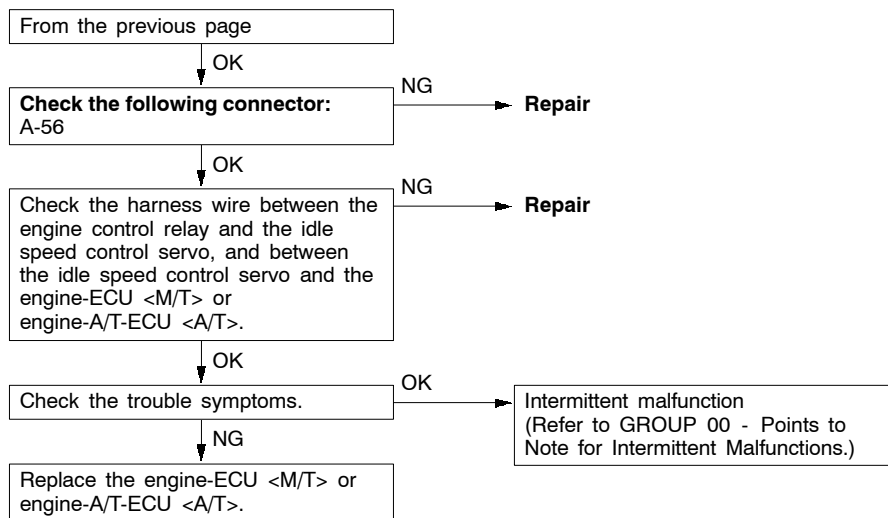 From the previous page
OK
Check the following connector:
A-56
NG
Repair
OK
Check the harness wire between the
engine control relay and the idle
speed control servo, and between
the idle speed control servo and the
engine-ECU <M/T> or
engine-A/T-ECU <A/T>.
NG
Repair
OK
Check the trouble symptoms.
OK
Intermittent malfunction
(Refer to GROUP 00 - Points to
Note for Intermittent Malfunctions.)
NG
Replace the engine-ECU <M/T> or
engine-A/T-ECU <A/T>.